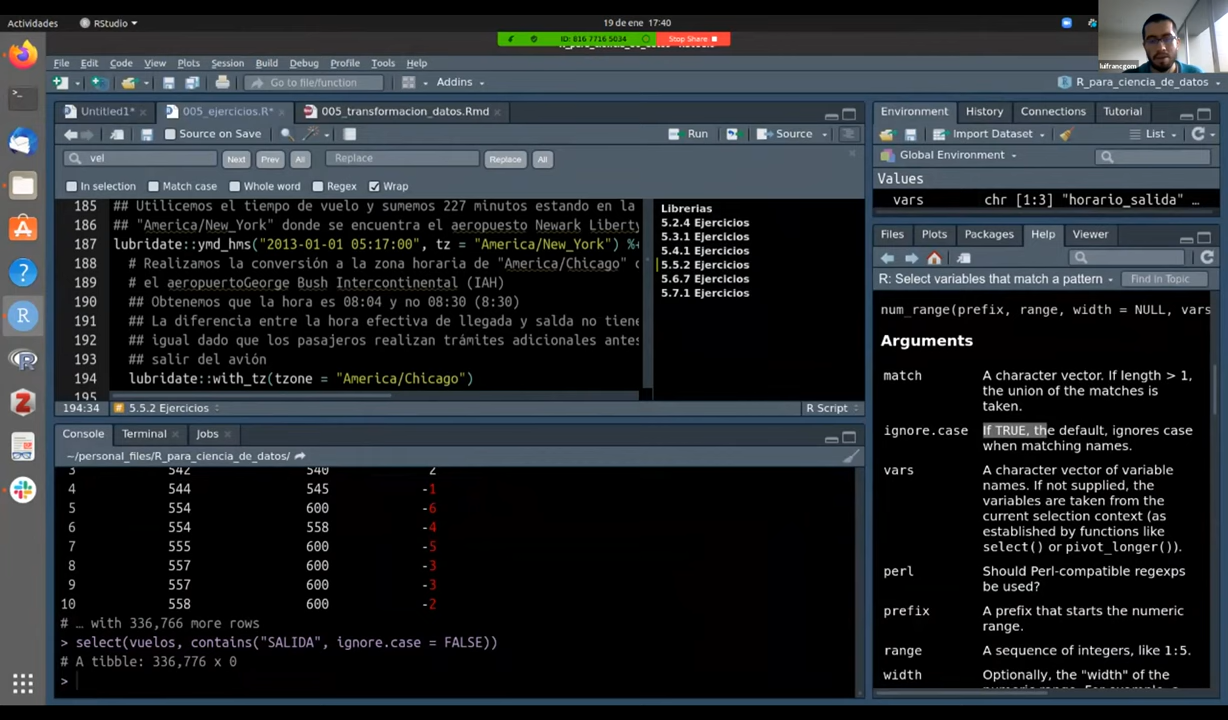 Actividades
RStudio
19 de ene 17:40
ID: 816 7716 5034
Stop Share
lufrancgom
File Edit Code View Plots Session Build Debug Profile Tools Help
Go to file/function
Addins
R_para_ciencia_de_datos
Untitled1*
005_ejercicios.R*
005_transformacion_datos.Rmd
Source on Save
Run
Source
vel
Next
Prev
All
Replace
Replace
All
In selection
Match case
Whole word
Regex
Wrap
185 ## Utilicemos el tiempo de vuelo y sumemos 227 minutos estando en la
186 ## "America/New_York" donde se encuentra el aeropuesto Newark Liberty
187 lubridate::ymd_hms("2013-01-01 05:17:00", tz = "America/New_York") %
188 # Realizamos la conversión a la zona horaria de "America/Chicago"
189 # el aeropuertoGeorge Bush Intercontinental (IAH)
190 ## Obtenemos que la hora es 08:04 y no 08:30 (8:30)
191 ## La diferencia entre la hora efectiva de llegada y salda no tiene
192 ## igual dado que los pasajeros realizan trámites adicionales antes
193 ## salir del avión
194 lubridate::with_tz(tzone = "America/Chicago")
195
194:34
5.5.2 Ejercicios
R Script
Librerias
5.2.4 Ejercicios
5.3.1 Ejercicios
5.4.1 Ejercicios
5.5.2 Ejercicios
5.6.7 Ejercicios
5.7.1 Ejercicios
Console
Terminal
Jobs
~/personal_files/R_para_ciencia_de_datos/
3 542 540 2
4 544 545 -1
5 554 600 -6
6 554 558 -4
7 555 600 -5
8 557 600 -3
9 557 600 -3
10 558 600 -2
# … with 336,766 more rows
> select(vuelos, contains("SALIDA", ignore.case = FALSE))
# A tibble: 336,776 x 0
>
Environment
History
Connections
Tutorial
Import Dataset
List
Global Environment
Values
vars chr [1:3] "horario_salida" …
Files
Plots
Packages
Help
Viewer
R: Select variables that match a pattern
Find in Topic
num_range(prefix, range, width = NULL, vars
Arguments
match A character vector. If length > 1,
the union of the matches is
taken.
ignore.case If TRUE, the default, ignores case
when matching names.
vars A character vector of variable
names. If not supplied, the
variables are taken from the
current selection context (as
established by functions like
select() or pivot_longer()).
perl Should Perl-compatible regexps
be used?
prefix A prefix that starts the numeric
range.
range A sequence of integers, like 1:5.
width Optionally, the "width" of the